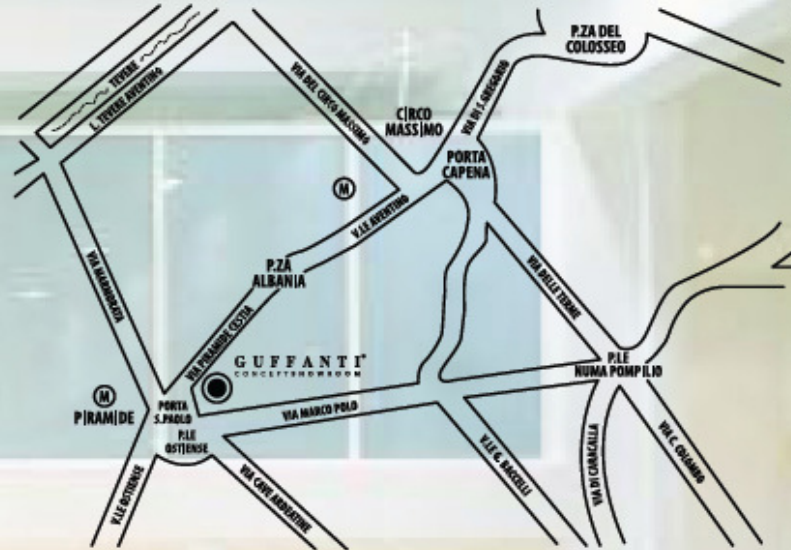 P.ZA DEL
COLOSSEO
TEVERE
L. TEVERE AVENTINO
VIA DEL CIRCO MASSIMO
VIA DI S.GREGORIO
CIRCO
MASSIMO
PORTA
CAPENA
M
V.LE AVENTINO
P.ZA
ALBANIA
VIA MARMORATA
VIA DELLE TERME
VIA PIRAMIDE CESTIA
GUFFANTI®
CONCEPTSHOWROOM
P.LE
NUMA POMPILIO
M
PIRAMIDE
PORTA
S.PAOLO
P.LE
OSTIENSE
VIA MARCO POLO
V.LE OSTIENSE
VIA CAVE ARDEATINE
V.LE G. BACCELLI
VIA DI CARACALLA
VIA C. COLOMBO